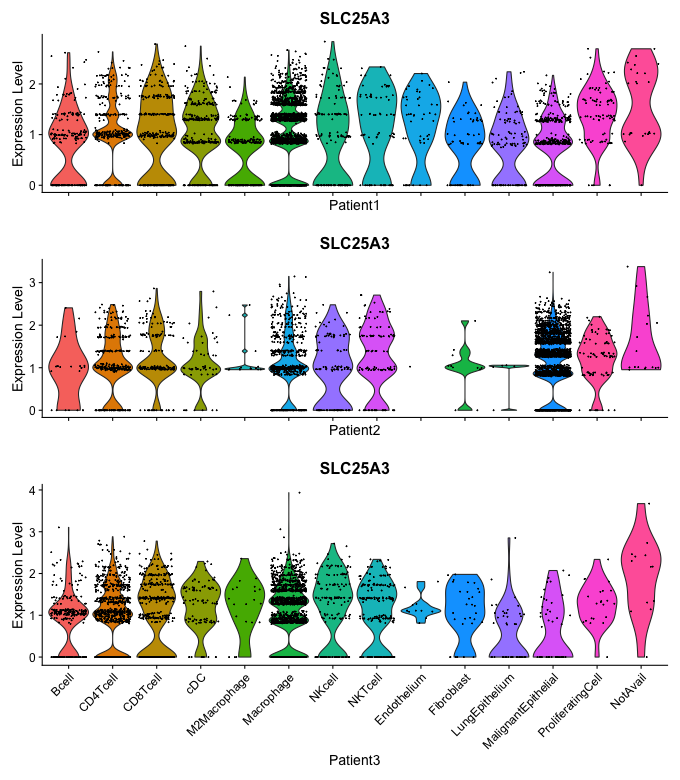 SLC25A3
Expression Level
2
1
0
Patient1
SLC25A3
Expression Level
3
2
1
0
Patient2
SLC25A3
Expression Level
4
3
2
1
0
Bcell
CD4Tcell
CD8Tcell
cDC
M2Macrophage
Macrophage
NKcell
NKTcell
Endothelium
Fibroblast
LungEpithelium
MalignantEpithelial
ProliferatingCell
NotAvail
Patient3